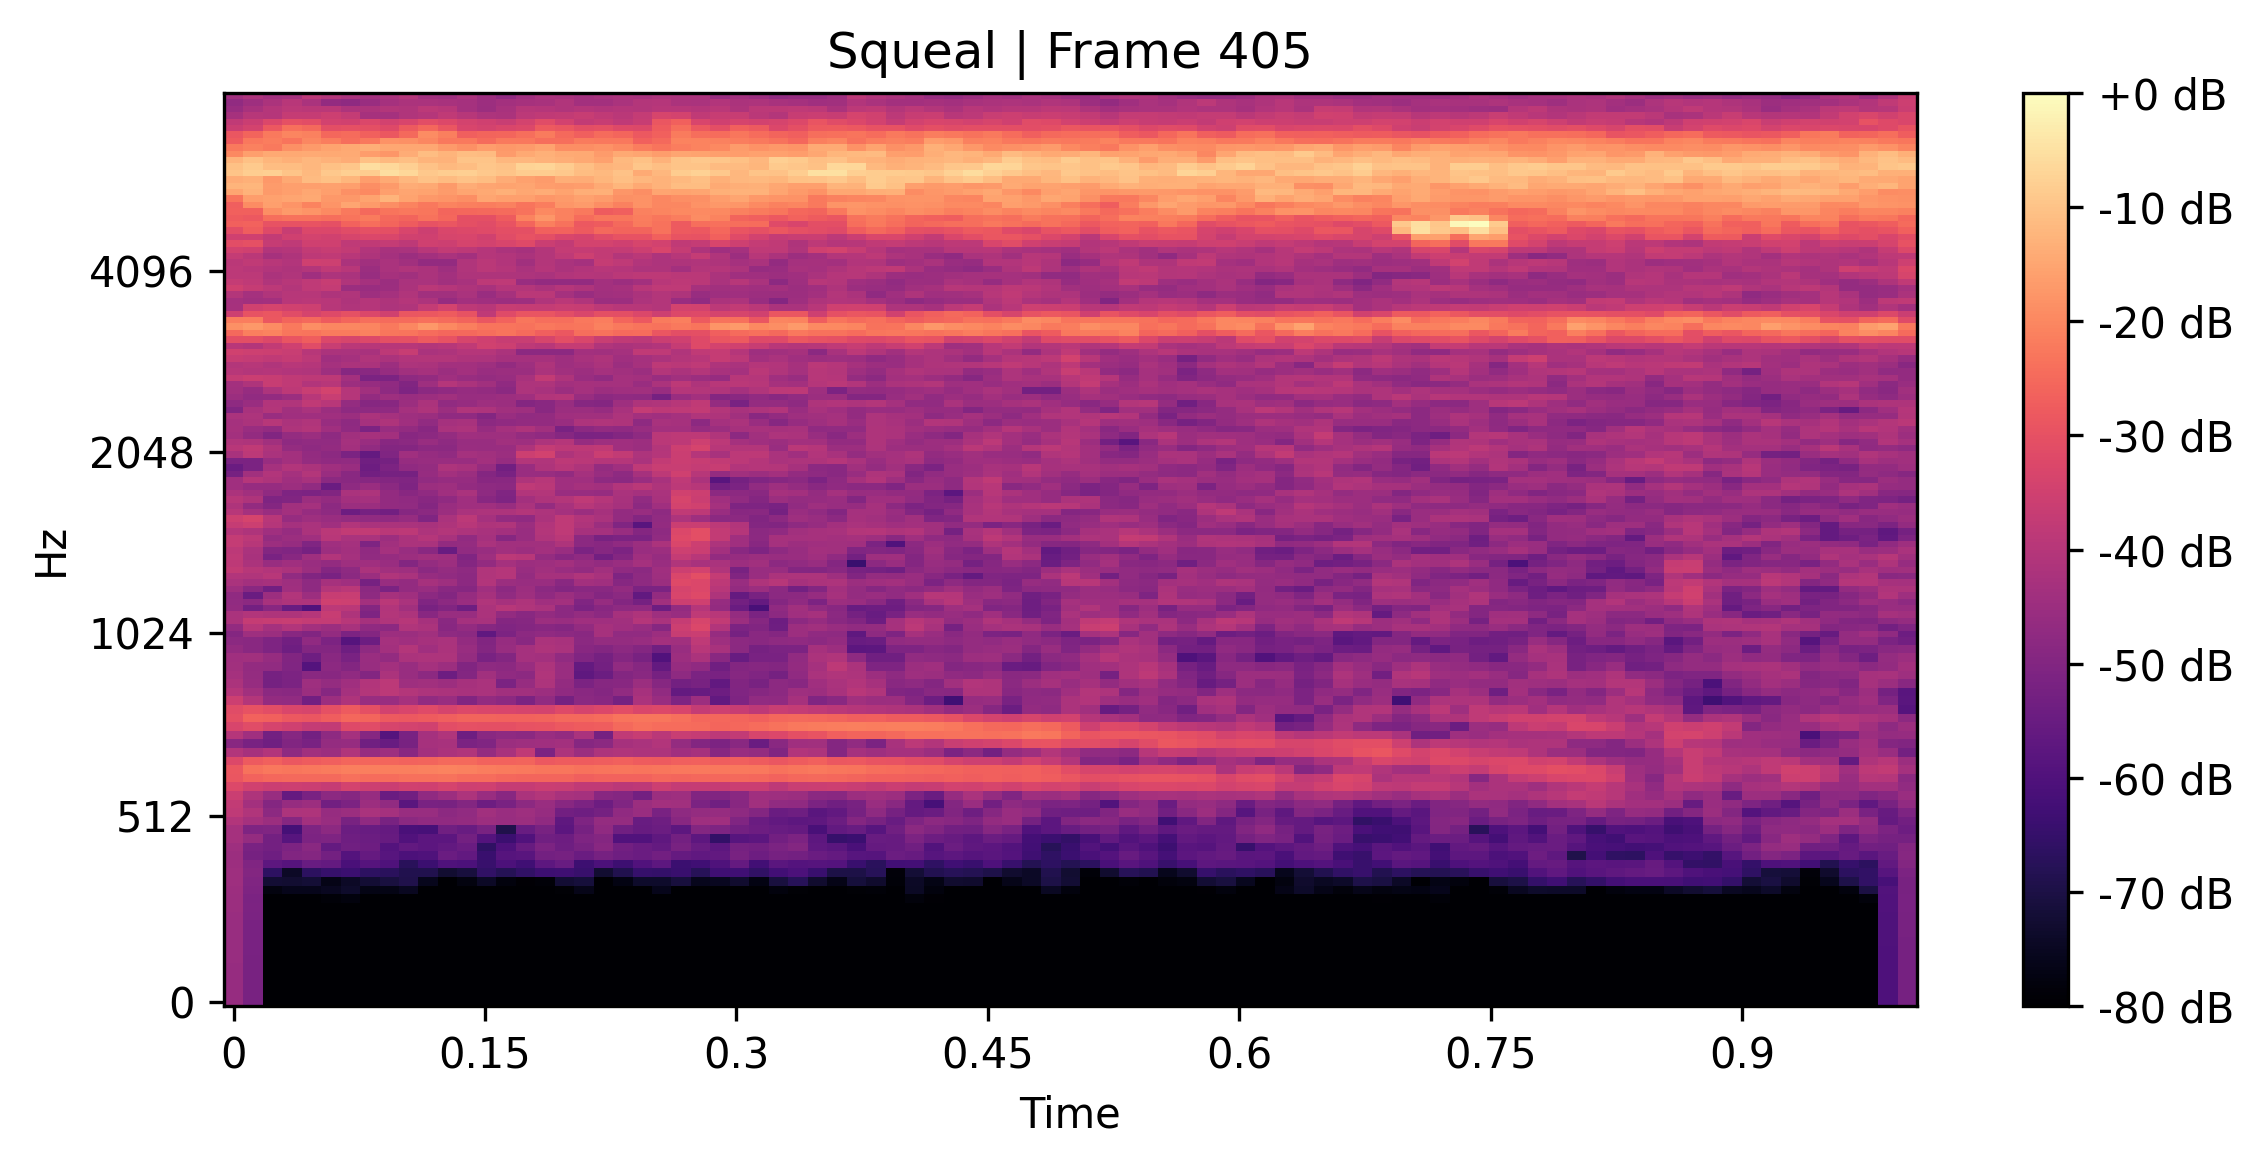 Squeal | Frame 405
Hz
4096
2048
1024
512
0
0 0.15 0.3 0.45 0.6 0.75 0.9
Time
+0 dB
-10 dB
-20 dB
-30 dB
-40 dB
-50 dB
-60 dB
-70 dB
-80 dB